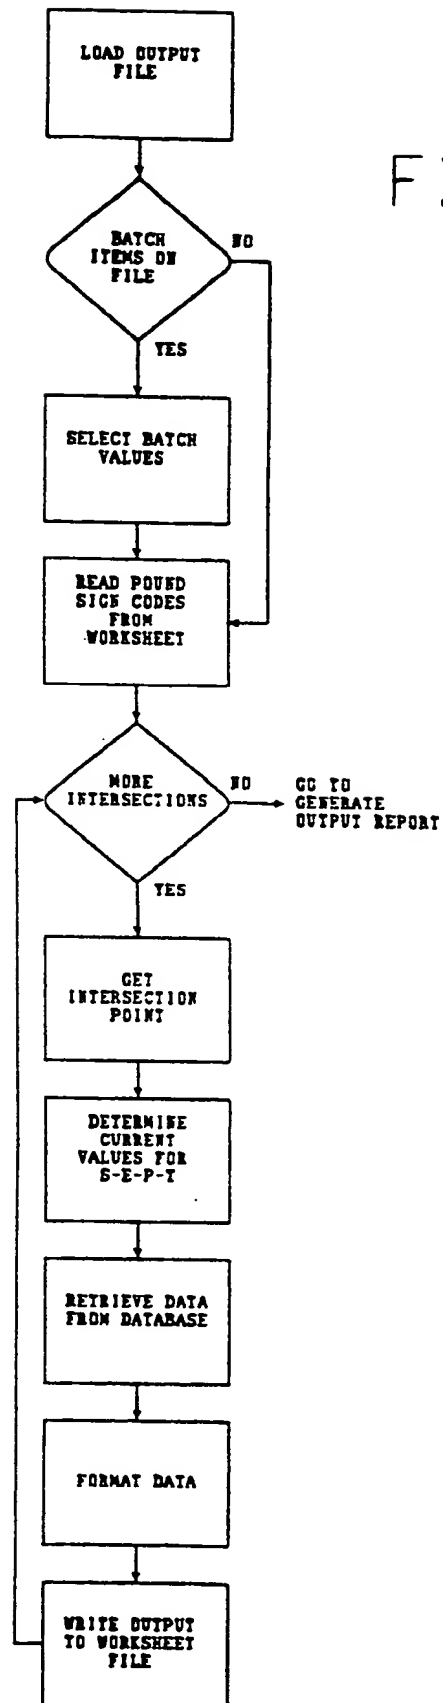 LOAD OUTPUT
FILE
BATCH
ITEMS ON
FILE
NO
YES
SELECT BATCH
VALUES
READ POUND
SIGN CODES
FROM
WORKSHEET
MORE
INTERSECTIONS
NO
GO TO
GENERATE
OUTPUT REPORT
YES
GET
INTERSECTION
POINT
DETERMINE
CURRENT
VALUES FOR
S-E-P-T
RETRIEVE DATA
FROM DATABASE
FORMAT DATA
WRITE OUTPUT
TO WORKSHEET
FILE